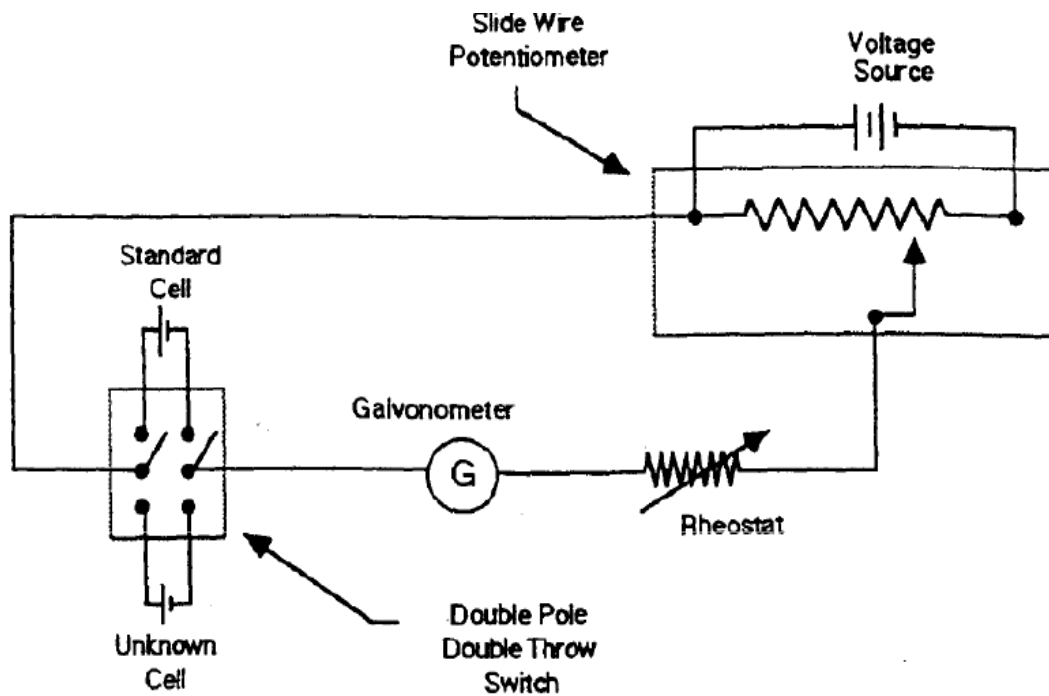 Slide Wire
Potentiometer
Voltage
Source
Standard
Cell
Galvonometer
G
Rheostat
Unknown
Cell
Double Pole
Double Throw
Switch